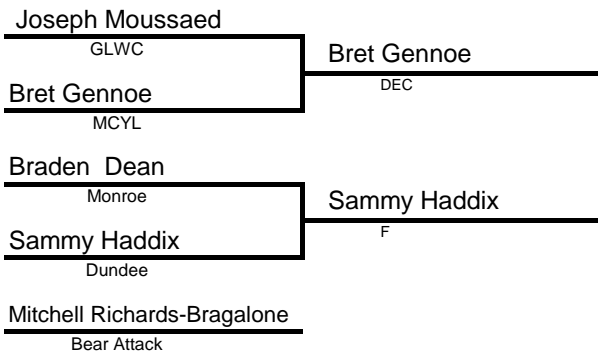 Joseph Moussaed
GLWC
Bret Gennoe
DEC
Bret Gennoe
MCYL
Braden  Dean
Monroe
Sammy Haddix
F
Sammy Haddix
Dundee
Mitchell Richards-Bragalone
Bear Attack